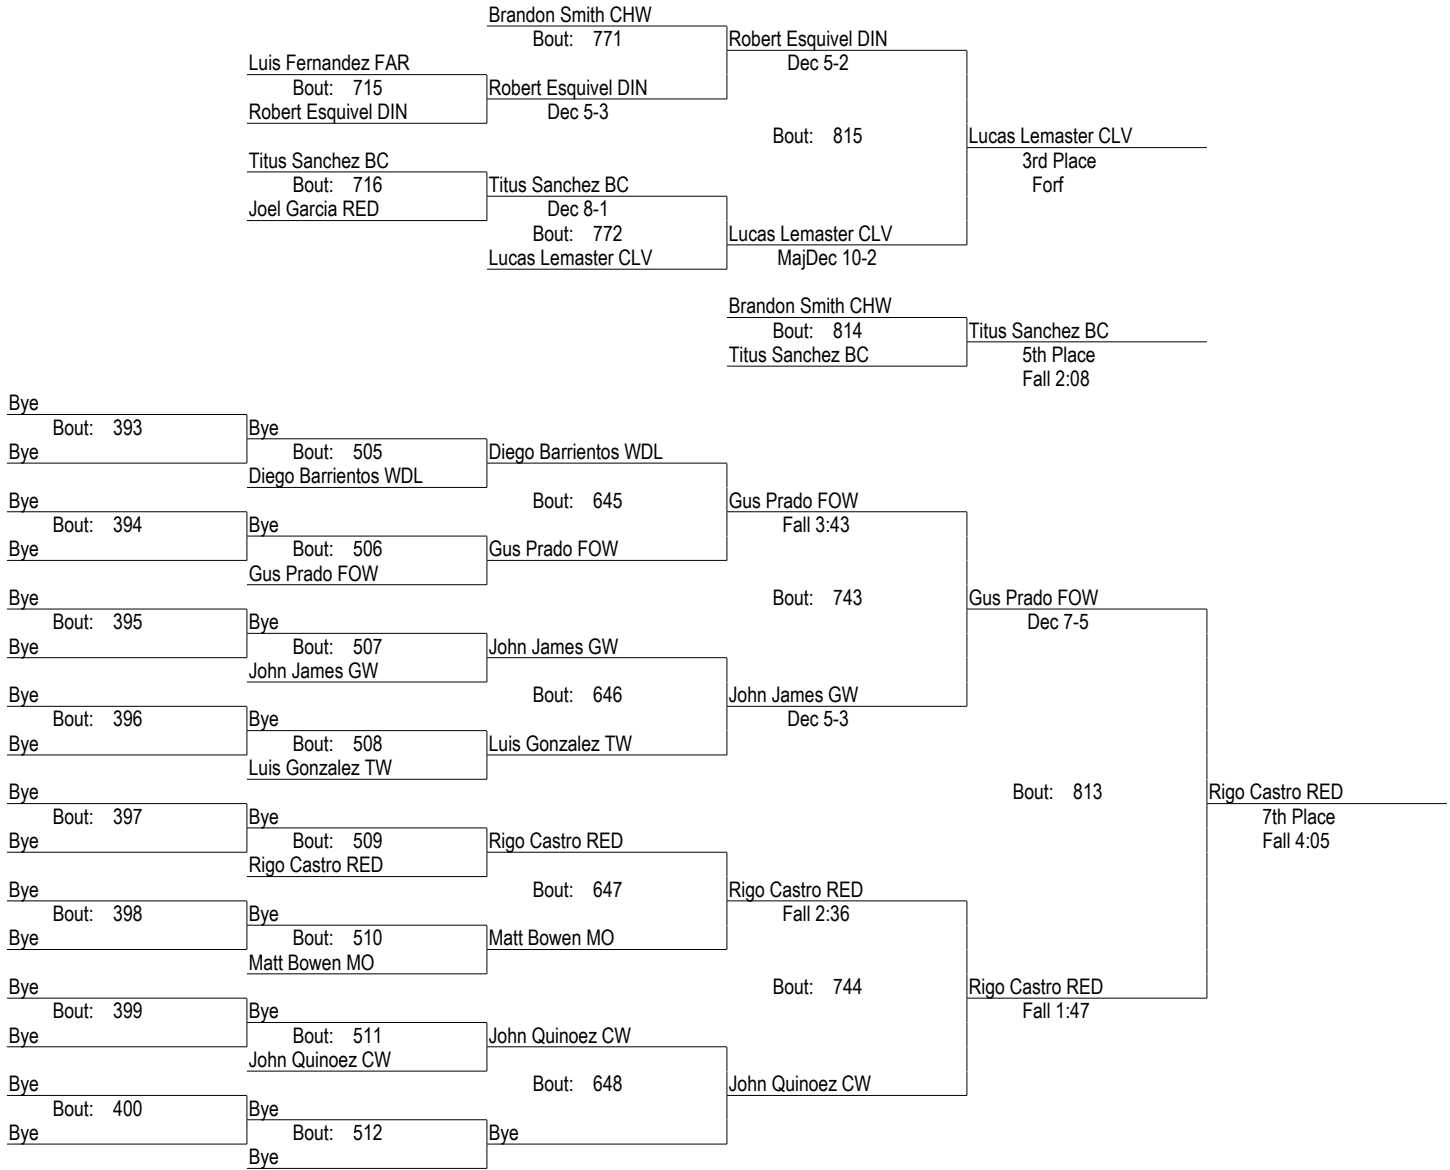 Brandon Smith CHW
Bout: 771 Robert Esquivel DIN
Luis Fernandez FAR Dec 5-2
Bout: 715 Robert Esquivel DIN
Robert Esquivel DIN Dec 5-3
Bout: 815 Lucas Lemaster CLV
Titus Sanchez BC 3rd Place
Bout: 716 Titus Sanchez BC Forf
Joel Garcia RED Dec 8-1
Bout: 772 Lucas Lemaster CLV
Lucas Lemaster CLV MajDec 10-2
Brandon Smith CHW
Bout: 814 Titus Sanchez BC
Titus Sanchez BC 5th Place
Fall 2:08
Bye
Bout: 393 Bye
Bye Bout: 505 Diego Barrientos WDL
Diego Barrientos WDL
Bye Bout: 645 Gus Prado FOW
Bout: 394 Bye Fall 3:43
Bye Bout: 506 Gus Prado FOW
Gus Prado FOW
Bye Bout: 743 Gus Prado FOW
Bout: 395 Bye Dec 7-5
Bye Bout: 507 John James GW
John James GW
Bye Bout: 646 John James GW
Bout: 396 Bye Dec 5-3
Bye Bout: 508 Luis Gonzalez TW
Luis Gonzalez TW
Bye Bout: 813 Rigo Castro RED
Bout: 397 Bye 7th Place
Bye Bout: 509 Rigo Castro RED Fall 4:05
Rigo Castro RED
Bye Bout: 647 Rigo Castro RED
Bout: 398 Bye Fall 2:36
Bye Bout: 510 Matt Bowen MO
Matt Bowen MO
Bye Bout: 744 Rigo Castro RED
Bout: 399 Bye Fall 1:47
Bye Bout: 511 John Quinoez CW
John Quinoez CW
Bye Bout: 648 John Quinoez CW
Bout: 400 Bye
Bye Bout: 512 Bye
Bye